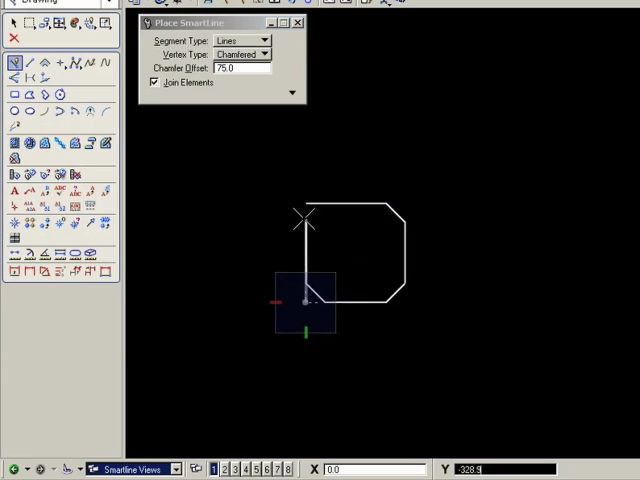 Drawing
Place SmartLine
Segment Type: Lines
Vertex Type: Chamfered
Chamfer Offset: 75.0
Join Elements
Smartline Views 1 2 3 4 5 6 7 8 X 0.0 Y -328.9